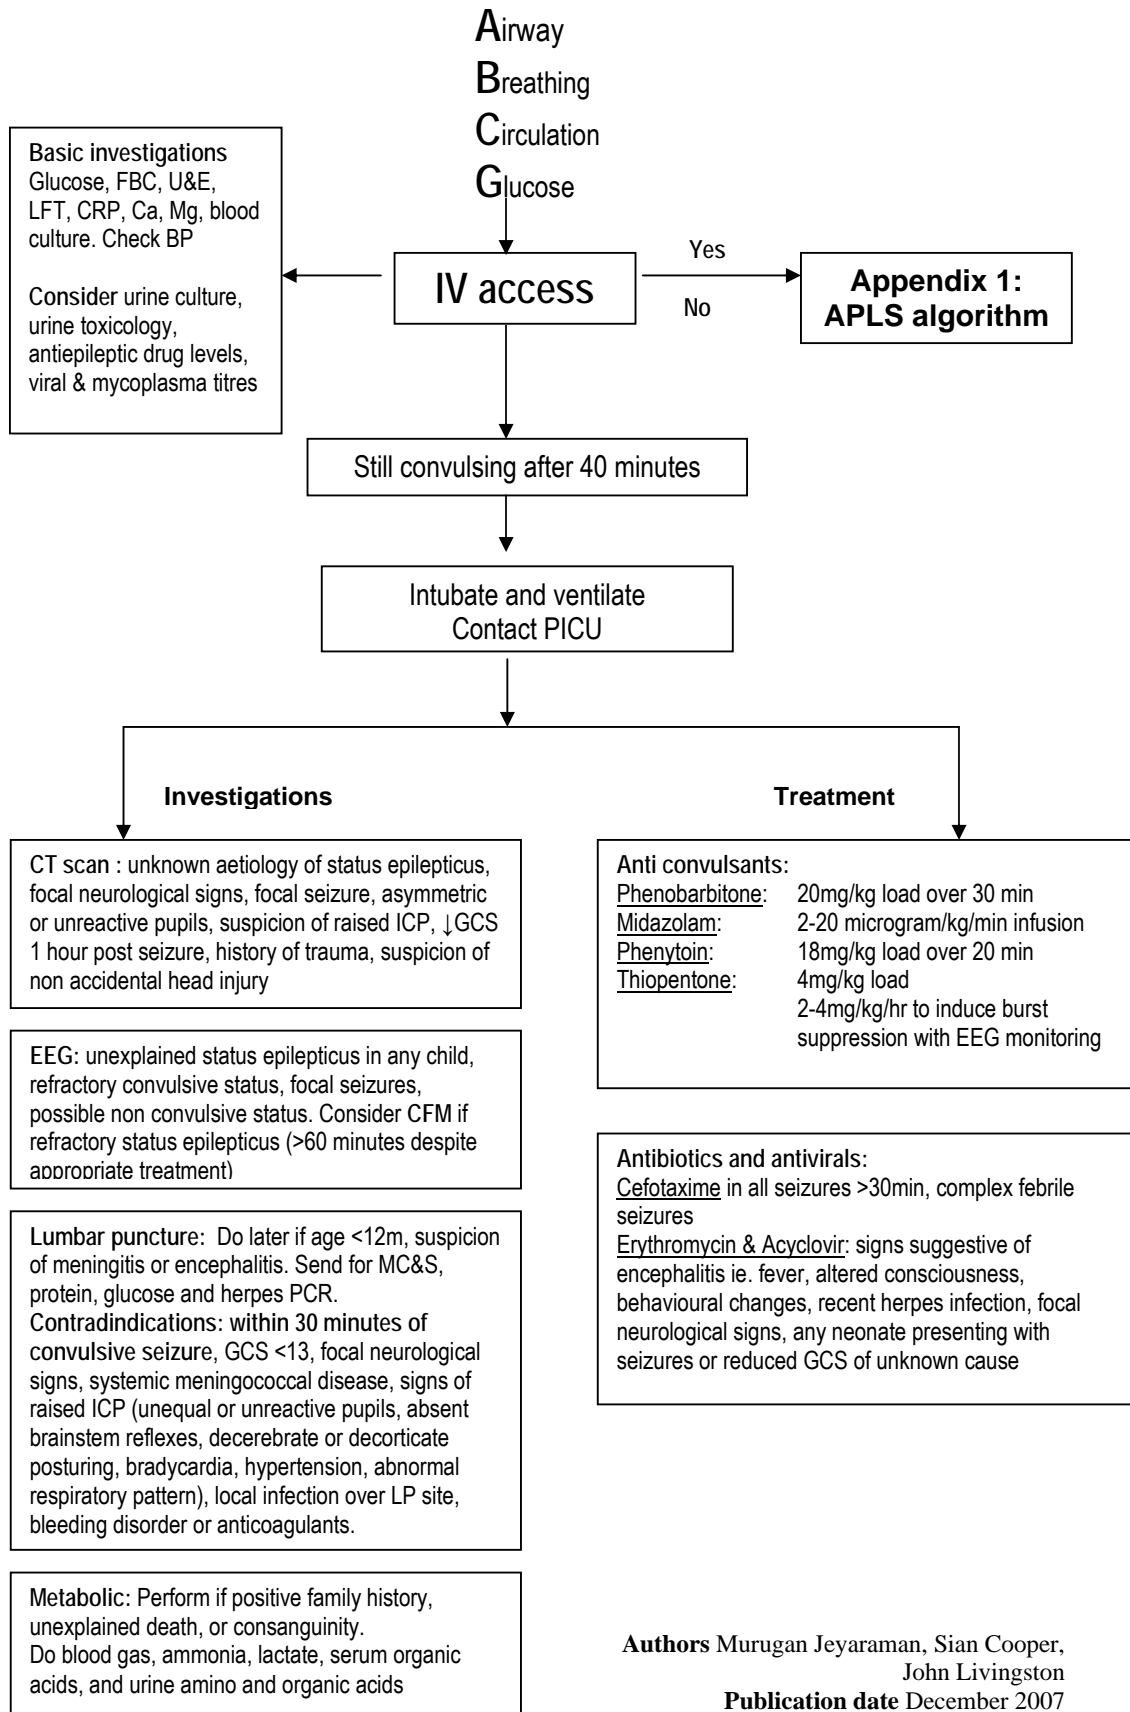 Airway
Breathing
Circulation
Glucose
Basic investigations
Glucose, FBC, U&E,
LFT, CRP, Ca, Mg, blood
culture. Check BP
Consider urine culture,
urine toxicology,
antiepileptic drug levels,
viral & mycoplasma titres
IV access
Yes
No
Appendix 1:
APLS algorithm
Still convulsing after 40 minutes
Intubate and ventilate
Contact PICU
Investigations
CT scan : unknown aetiology of status epilepticus,
focal neurological signs, focal seizure, asymmetric
or unreactive pupils, suspicion of raised ICP, ↓GCS
1 hour post seizure, history of trauma, suspicion of
non accidental head injury
EEG: unexplained status epilepticus in any child,
refractory convulsive status, focal seizures,
possible non convulsive status. Consider CFM if
refractory status epilepticus (>60 minutes despite
appropriate treatment)
Lumbar puncture: Do later if age <12m, suspicion
of meningitis or encephalitis. Send for MC&S,
protein, glucose and herpes PCR.
Contradindications: within 30 minutes of
convulsive seizure, GCS <13, focal neurological
signs, systemic meningococcal disease, signs of
raised ICP (unequal or unreactive pupils, absent
brainstem reflexes, decerebrate or decorticate
posturing, bradycardia, hypertension, abnormal
respiratory pattern), local infection over LP site,
bleeding disorder or anticoagulants.
Metabolic: Perform if positive family history,
unexplained death, or consanguinity.
Do blood gas, ammonia, lactate, serum organic
acids, and urine amino and organic acids
Treatment
Anti convulsants:
Phenobarbitone: 20mg/kg load over 30 min
Midazolam: 2-20 microgram/kg/min infusion
Phenytoin: 18mg/kg load over 20 min
Thiopentone: 4mg/kg load
2-4mg/kg/hr to induce burst
suppression with EEG monitoring
Antibiotics and antivirals:
Cefotaxime in all seizures >30min, complex febrile
seizures
Erythromycin & Acyclovir: signs suggestive of
encephalitis ie. fever, altered consciousness,
behavioural changes, recent herpes infection, focal
neurological signs, any neonate presenting with
seizures or reduced GCS of unknown cause
Authors Murugan Jeyaraman, Sian Cooper,
John Livingston
Publication date December 2007